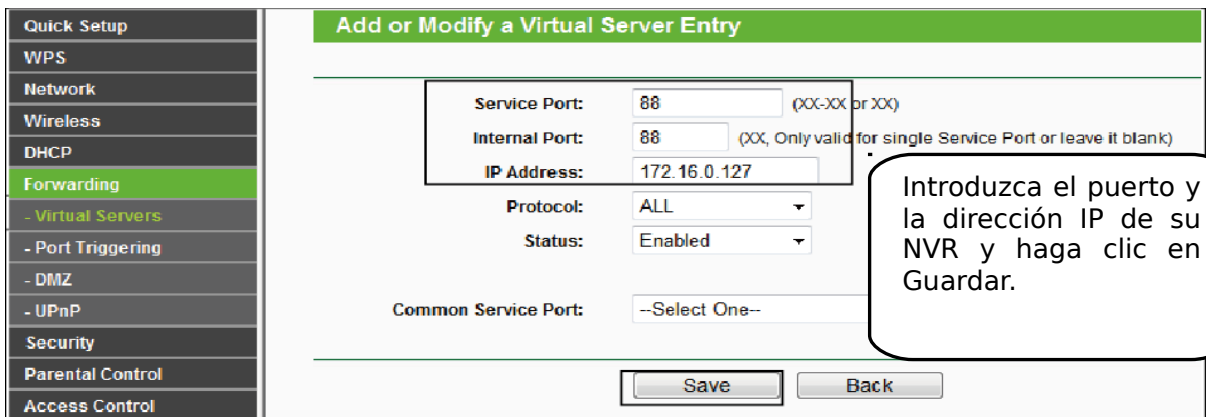 Quick Setup
WPS
Network
Wireless
DHCP
Forwarding
- Virtual Servers
- Port Triggering
- DMZ
- UPnP
Security
Parental Control
Access Control
Add or Modify a Virtual Server Entry
Service Port: 88 (XX-XX or XX)
Internal Port: 88 (XX, Only valid for single Service Port or leave it blank)
IP Address: 172.16.0.127
Protocol: ALL
Status: Enabled
Common Service Port: --Select One--
Save Back
Introduzca el puerto y
la dirección IP de su
NVR y haga clic en
Guardar.